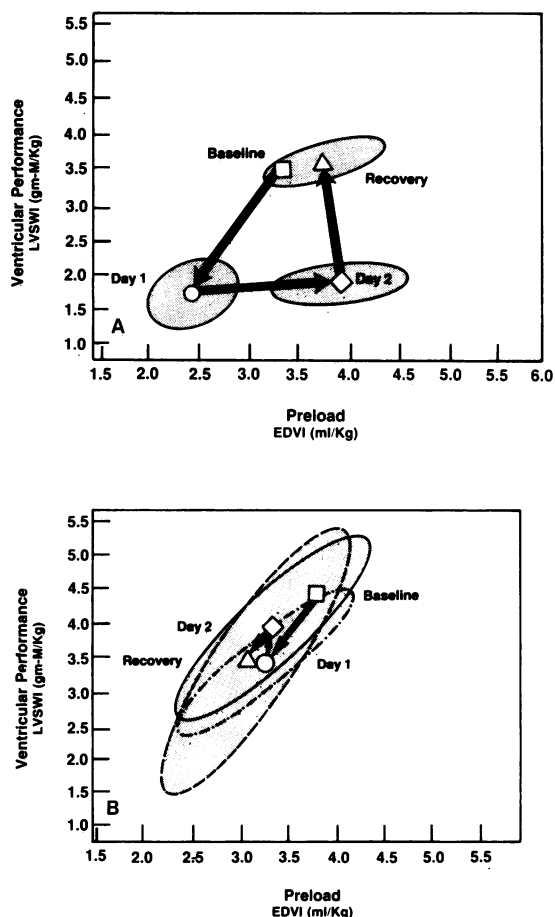 5.5
5.0
4.5
4.0
3.5
3.0
2.5
2.0
1.5
1.0
Ventricular Performance
LVSWI (gm-M/Kg)
Baseline
Recovery
Day 1
Day 2
A
1.5 2.0 2.5 3.0 3.5 4.0 4.5 5.0 5.5 6.0
Preload
EDVI (ml/Kg)
5.5
5.0
4.5
4.0
3.5
3.0
2.5
2.0
1.5
1.0
Ventricular Performance
LVSWI (gm-M/Kg)
Baseline
Day 2
Recovery
Day 1
B
1.5 2.0 2.5 3.0 3.5 4.0 4.5 5.0 5.5 6.0
Preload
EDVI (ml/Kg)